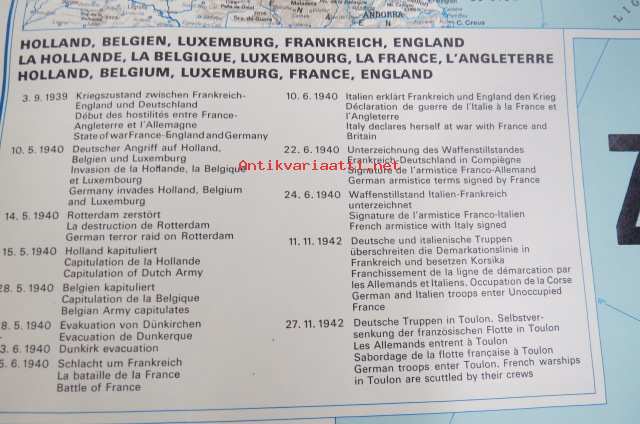 ANDORRA
C. Creus
HOLLAND, BELGIEN, LUXEMBURG, FRANKREICH, ENGLAND
LA HOLLANDE, LA BELGIQUE, LUXEMBOURG, LA FRANCE, L'ANGLETERRE
HOLLAND, BELGIUM, LUXEMBURG, FRANCE, ENGLAND
3. 9. 1939 Kriegszustand zwischen Frankreich-
England und Deutschland
Début des hostilités entre France-
Angleterre et l'Allemagne
State of war France-England and Germany
10. 5. 1940 Deutscher Angriff auf Holland,
Belgien und Luxemburg
Invasion de la Hollande, la Belgique
et Luxembourg
Germany invades Holland, Belgium
and Luxemburg
14. 5. 1940 Rotterdam zerstört
La destruction de Rotterdam
German terror raid on Rotterdam
15. 5. 1940 Holland kapituliert
Capitulation de la Hollande
Capitulation of Dutch Army
28. 5. 1940 Belgien kapituliert
Capitulation de la Belgique
Belgian Army capitulates
8. 5. 1940 Evakuation von Dünkirchen
– Evacuation de Dunkerque
3. 6. 1940 Dunkirk evacuation
5. 6. 1940 Schlacht um Frankreich
La bataille de la France
Battle of France
10. 6. 1940 Italien erklärt Frankreich und England den Krieg
Déclaration de guerre de l'Italie à la France et
l'Angleterre
Italy declares herself at war with France and
Britain
22. 6. 1940 Unterzeichnung des Waffenstillstandes
Frankreich-Deutschland in Compiègne
Signature de l'armistice Franco-Allemand
German armistice terms signed by France
24. 6. 1940 Waffenstillstand Italien-Frankreich
unterzeichnet
Signature de l'armistice Franco-Italien
French armistice with Italy signed
11. 11. 1942 Deutsche und italienische Truppen
überschreiten die Demarkationslinie in
Frankreich und besetzen Korsika
Franchissement de la ligne de démarcation par
les Allemands et Italiens. Occupation de la Corse
German and Italien troops enter Unoccupied
France
27. 11. 1942 Deutsche Truppen in Toulon. Selbstver-
senkung der französischen Flotte in Toulon
Les Allemands entrent à Toulon
Sabordage de la flotte française à Toulon
German troops enter Toulon. French warships
in Toulon are scuttled by their crews
Antikvariaatti.net